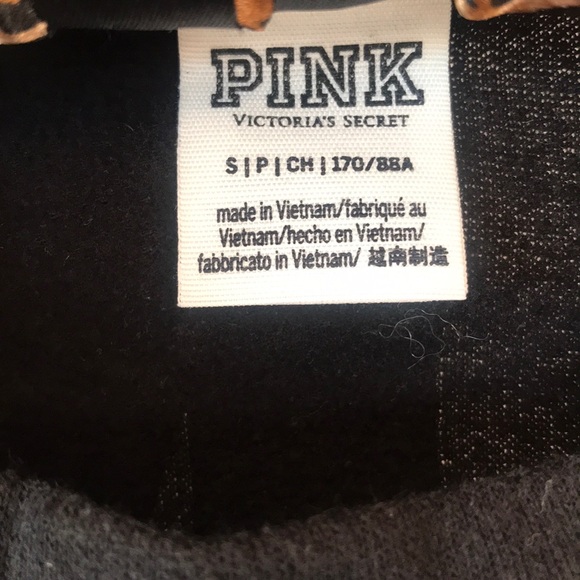 PINK
VICTORIA'S SECRET
S|P|CH|170/88A
made in Vietnam/fabriqué au
Vietnam/hecho en Vietnam/
fabbricato in Vietnam/ 越南制造